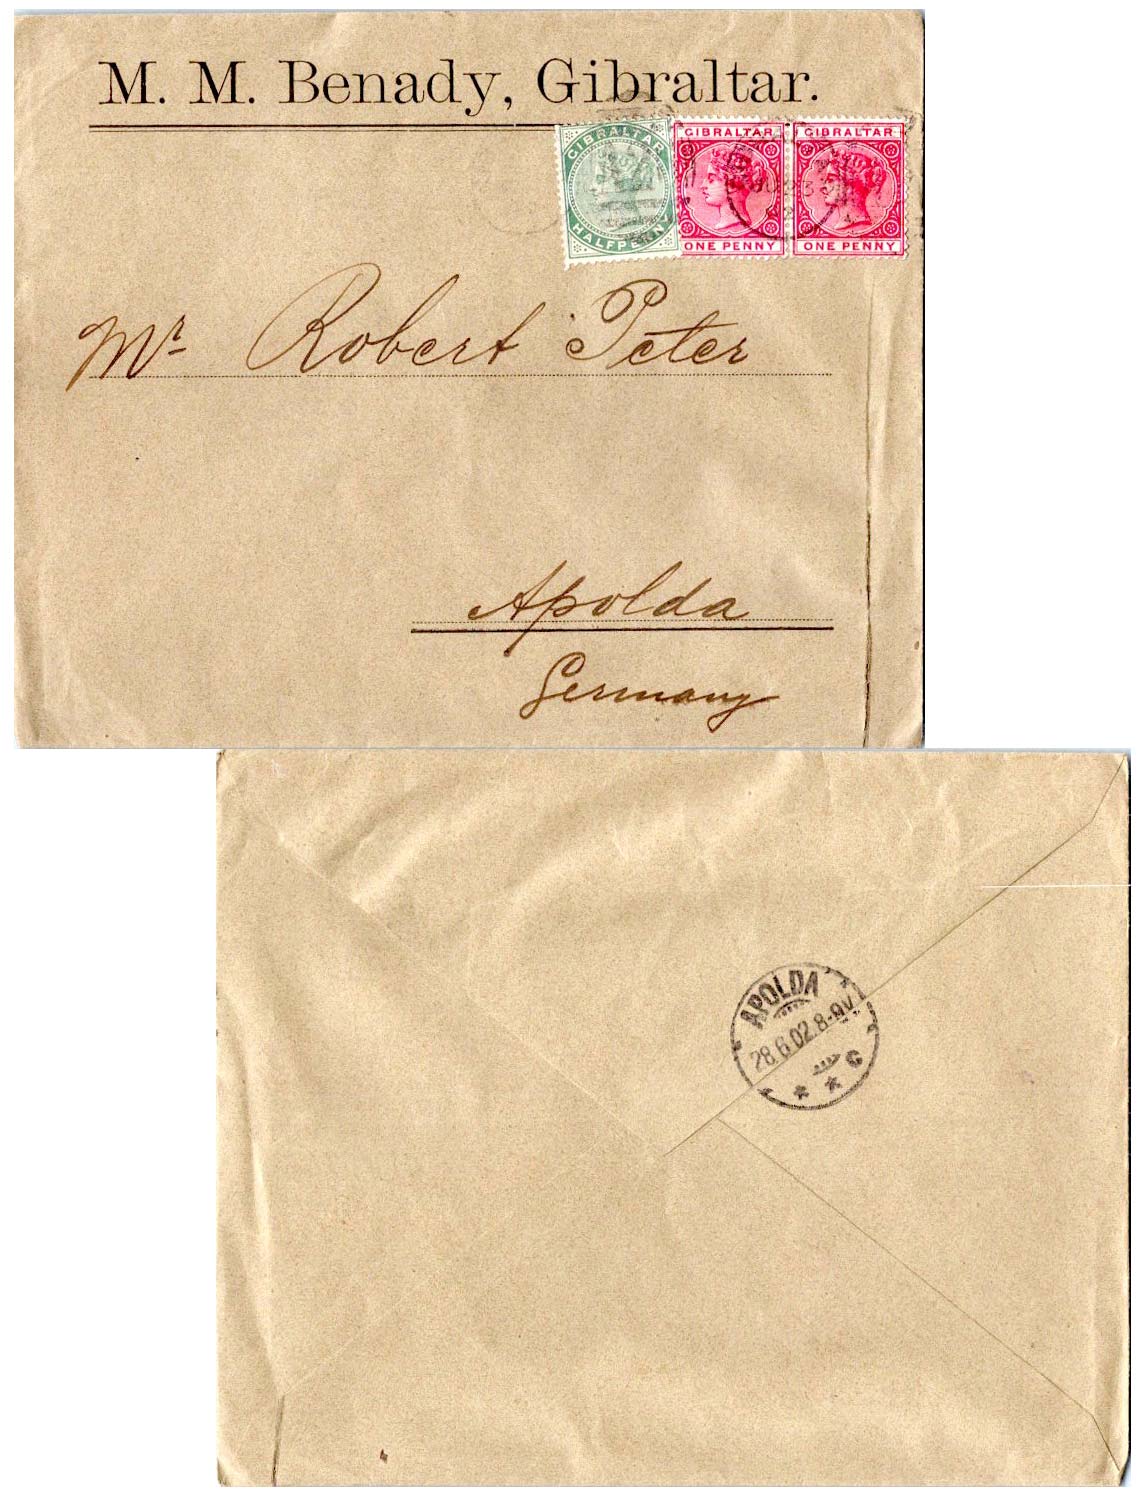 M. M. Benady, Gibraltar.
GIBRALTAR
HALFPENNY
GIBRALTAR
ONE PENNY
GIBRALTAR
ONE PENNY
Mr Robert Peter
Apolda
Germany
APOLDA
28.6.02.8-9V
* * C